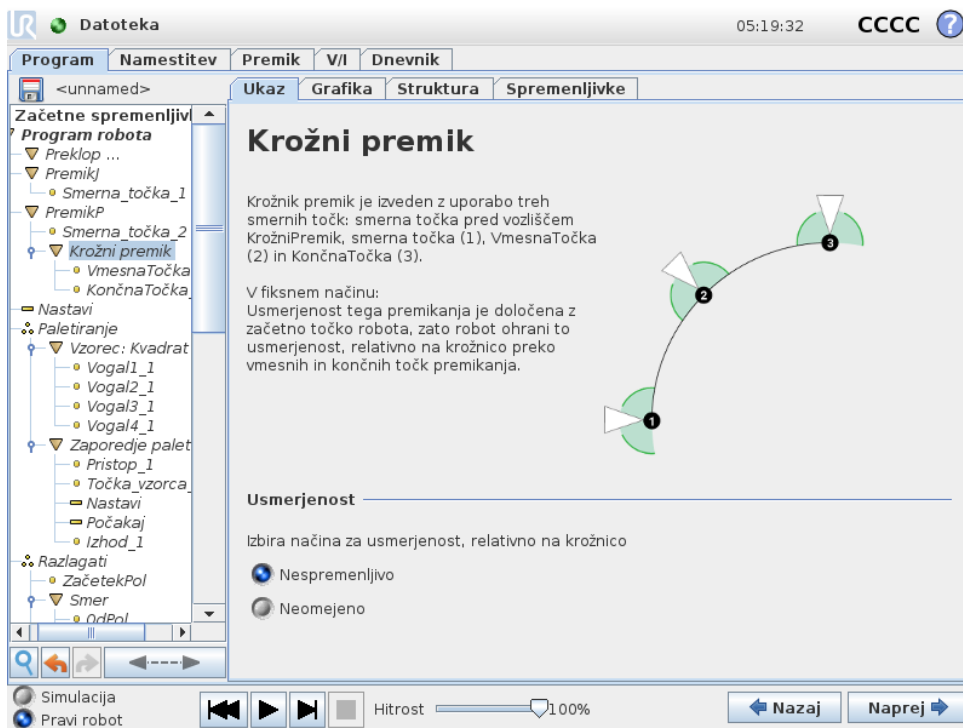 UR Datoteka 05:19:32 CCCC ?
Program Namestitev Premik V/I Dnevnik
<unnamed>
Ukaz Grafika Struktura Spremenljivke
Začetne spremenljivk
Program robota
Preklop ...
PremikJ
Smerna_točka_1
PremikP
Smerna_točka_2
Krožni premik
VmesnaTočka
KončnaTočka_
Nastavi
Paletiranje
Vzorec: Kvadrat
Vogal1_1
Vogal2_1
Vogal3_1
Vogal4_1
Zaporedje palet
Pristop_1
Točka_vzorca_
Nastavi
Počakaj
Izhod_1
Razlagati
ZačetekPol
Smer
OdPol
Krožni premik
Krožnik premik je izveden z uporabo treh
smernih točk: smerna točka pred vozliščem
KrožniPremik, smerna točka (1), VmesnaTočka
(2) in KončnaTočka (3).
V fiksnem načinu:
Usmerjenost tega premikanja je določena z
začetno točko robota, zato robot ohrani to
usmerjenost, relativno na krožnico preko
vmesnih in končnih točk premikanja.
1
2
3
Usmerjenost
Izbira načina za usmerjenost, relativno na krožnico
Nespremenljivo
Neomejeno
Simulacija
Pravi robot
Hitrost 100%
Nazaj
Naprej